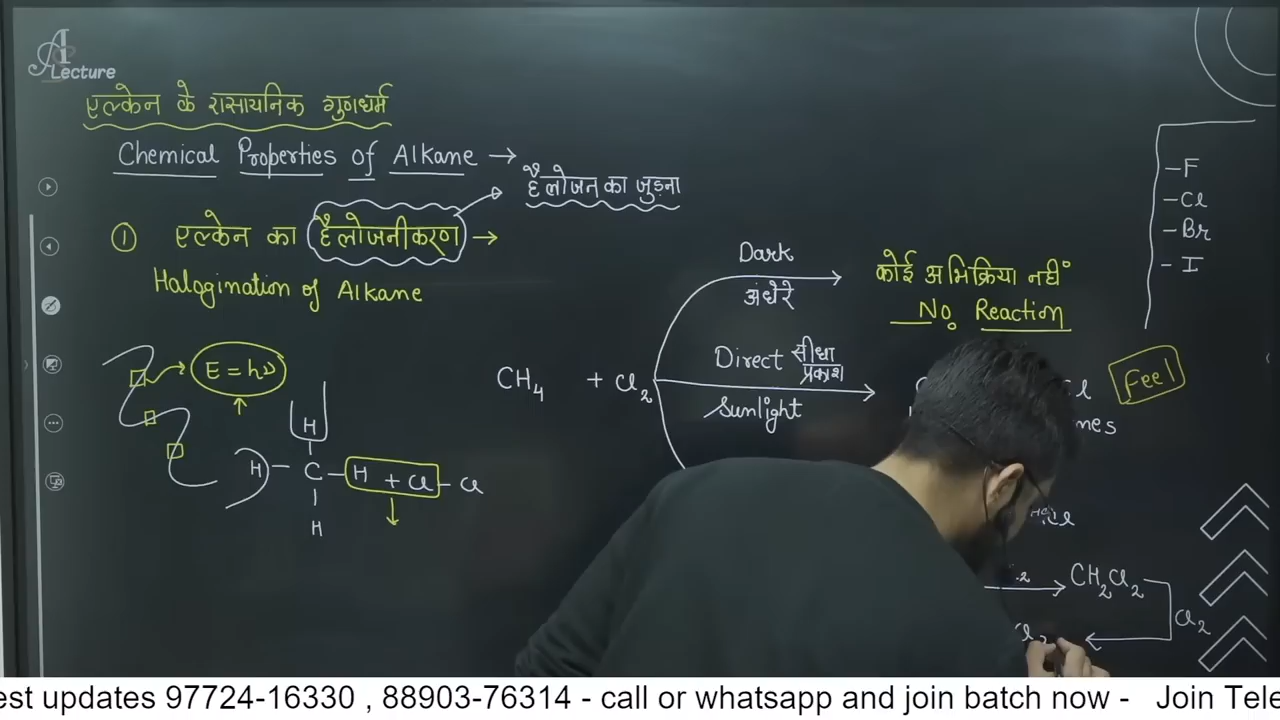 A Lecture
एल्केन के रासायनिक गुणधर्म
Chemical Properties of Alkane →
हैलोजन का जुड़ना
① एल्केन का हैलोजनीकरण →
Halogination of Alkane
E = hν
H
H - C - H + Cl - Cl
H
CH4 + Cl2
Dark
अंधेरे
कोई अभिक्रिया नहीं
No Reaction
Direct सीधा प्रकाश
Sunlight
- F
- Cl
- Br
- I
Feel
CH2Cl2
Cl2
updates 97724-16330 , 88903-76314 - call or whatsapp and join batch now - Join